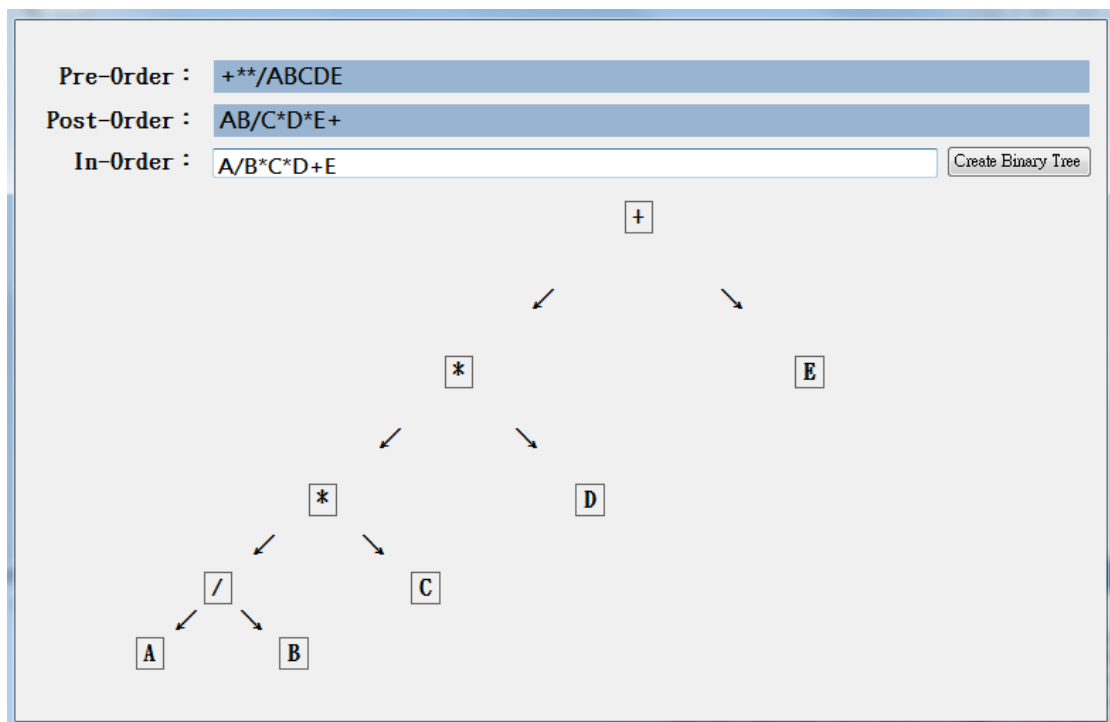 Pre-Order： +**/ABCDE
Post-Order： AB/C*D*E+
In-Order： A/B*C*D+E Create Binary Tree
+
↙ ↘
* E
↙ ↘
* D
↙ ↘
/ C
↙ ↘
A B